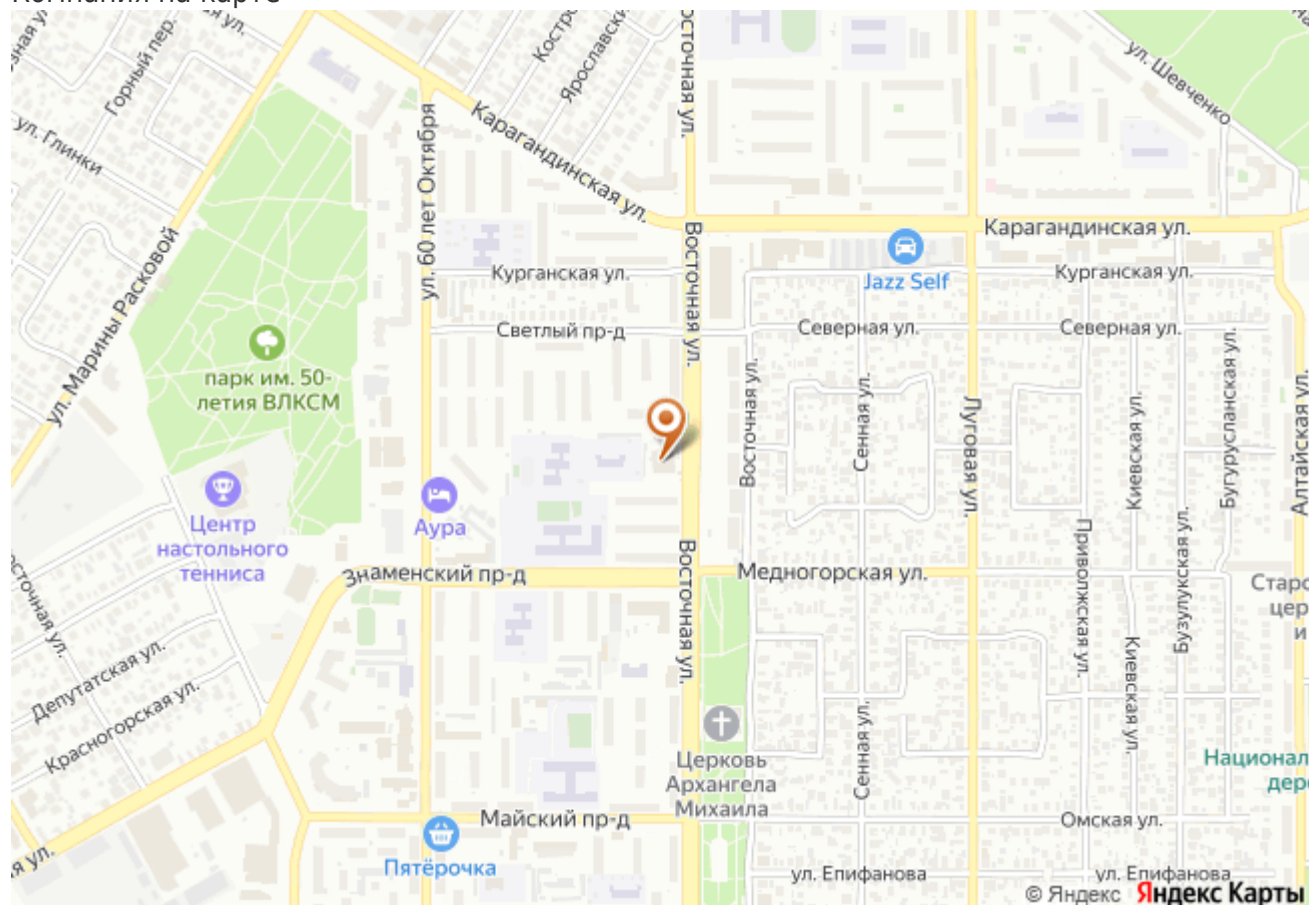 Компания на карте
Горный пер.
ул. Глинки
ул. Марины Расковой
ул. 60 лет Октября
Карагандинская ул.
Восточная ул.
ул. Шевченко
Карагандинская ул.
Jazz Self
Курганская ул.
Курганская ул.
Восточная ул.
Светлый пр-д
Северная ул.
Северная ул.
парк им. 50-
летия ВЛКСМ
Восточная ул.
Сенная ул.
Луговая ул.
Киевская ул.
Бугурусланская ул.
Алтайская ул.
Центр
настольного
тенниса
Аура
Знаменский пр-д
Восточная ул.
Медногорская ул.
Приволжская ул.
Бузулукская ул.
Киевская ул.
Депутатская ул.
Красногорская ул.
Сенная ул.
Церковь
Архангела
Михаила
Майский пр-д
Омская ул.
Пятёрочка
ул. Епифанова
ул. Епифанова
© Яндекс Яндекс Карты